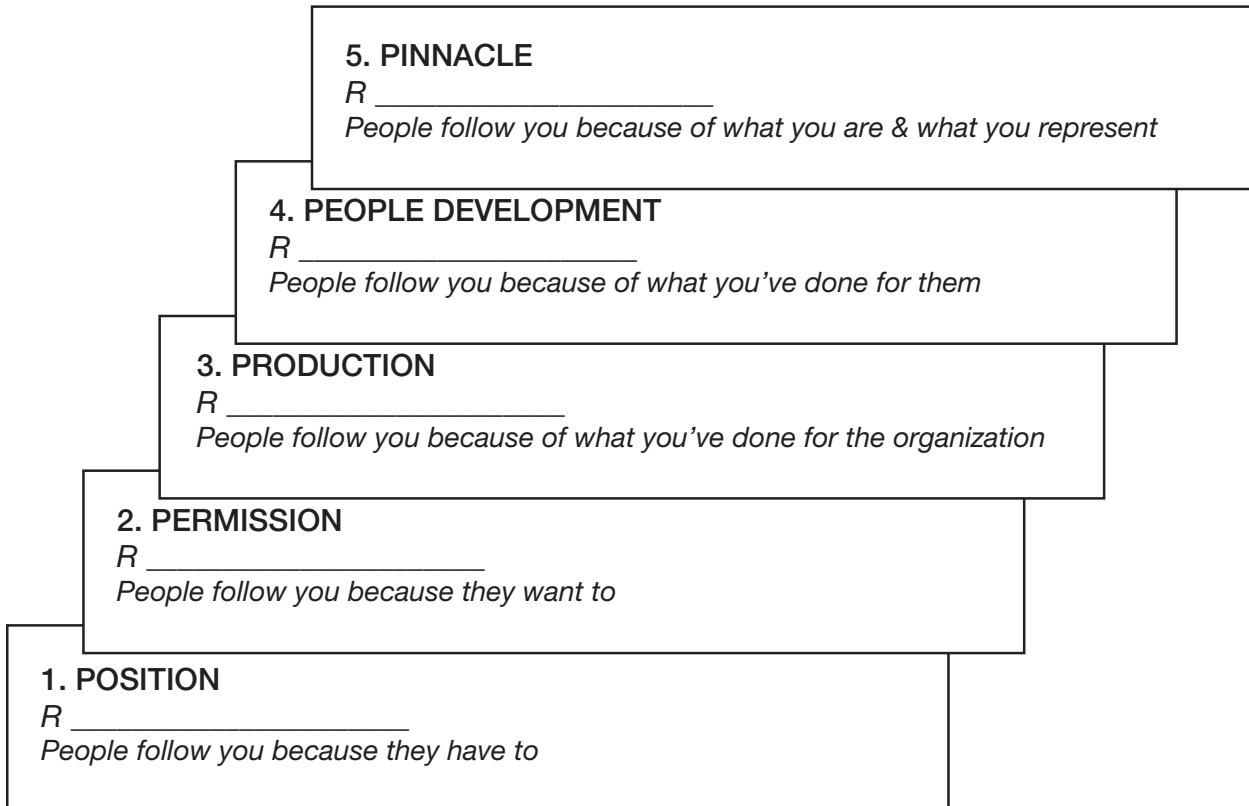 5. PINNACLE
R ______________________
People follow you because of what you are & what you represent
4. PEOPLE DEVELOPMENT
R ______________________
People follow you because of what you’ve done for them
3. PRODUCTION
R ______________________
People follow you because of what you’ve done for the organization
2. PERMISSION
R ______________________
People follow you because they want to
1. POSITION
R ______________________
People follow you because they have to